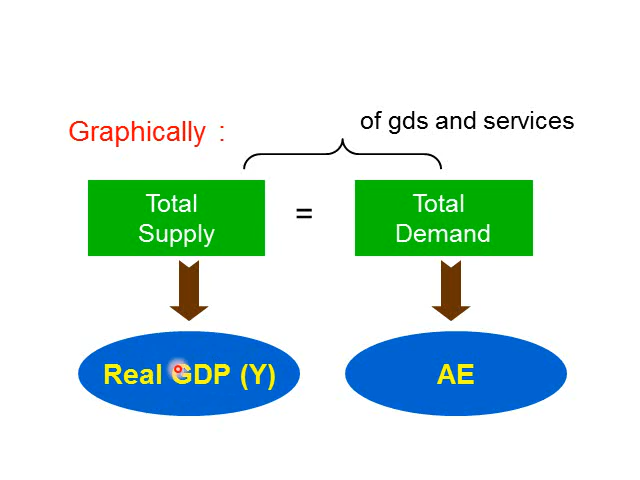 Graphically :
of gds and services
Total
Supply
=
Total
Demand
Real GDP (Y)
AE